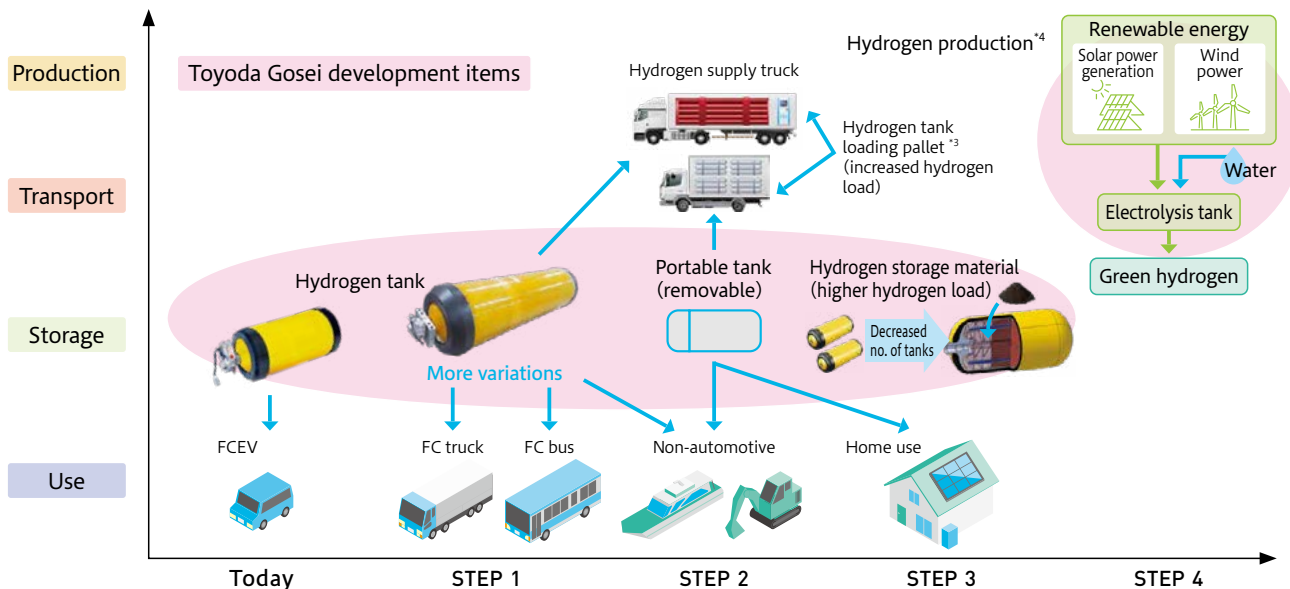 Production
Transport
Storage
Use
Toyoda Gosei development items
Hydrogen supply truck
Hydrogen tank
loading pallet *3
(increased hydrogen
load)
Hydrogen production*4
Renewable energy
Solar power
generation
Wind
power
Water
Electrolysis tank
Green hydrogen
Hydrogen tank
More variations
Portable tank
(removable)
Hydrogen storage material
(higher hydrogen load)
Decreased
no. of tanks
FCEV
FC truck
FC bus
Non-automotive
Home use
Today
STEP 1
STEP 2
STEP 3
STEP 4